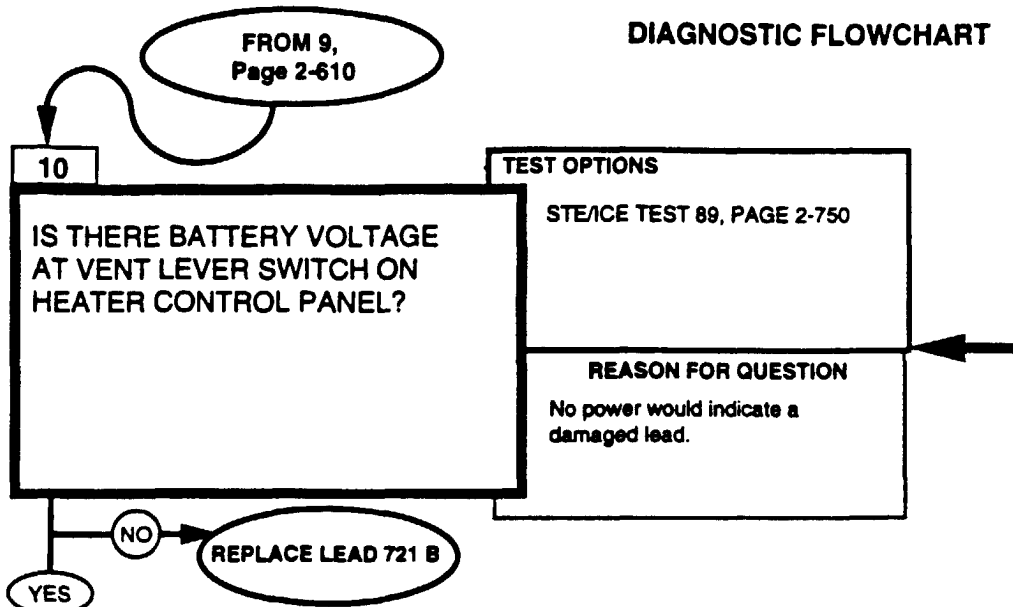 DIAGNOSTIC FLOWCHART
FROM 9,
Page 2-610
10
IS THERE BATTERY VOLTAGE
AT VENT LEVER SWITCH ON
HEATER CONTROL PANEL?
TEST OPTIONS
STE/ICE TEST 89, PAGE 2-750
REASON FOR QUESTION
No power would indicate a
damaged lead.
NO
REPLACE LEAD 721 B
YES